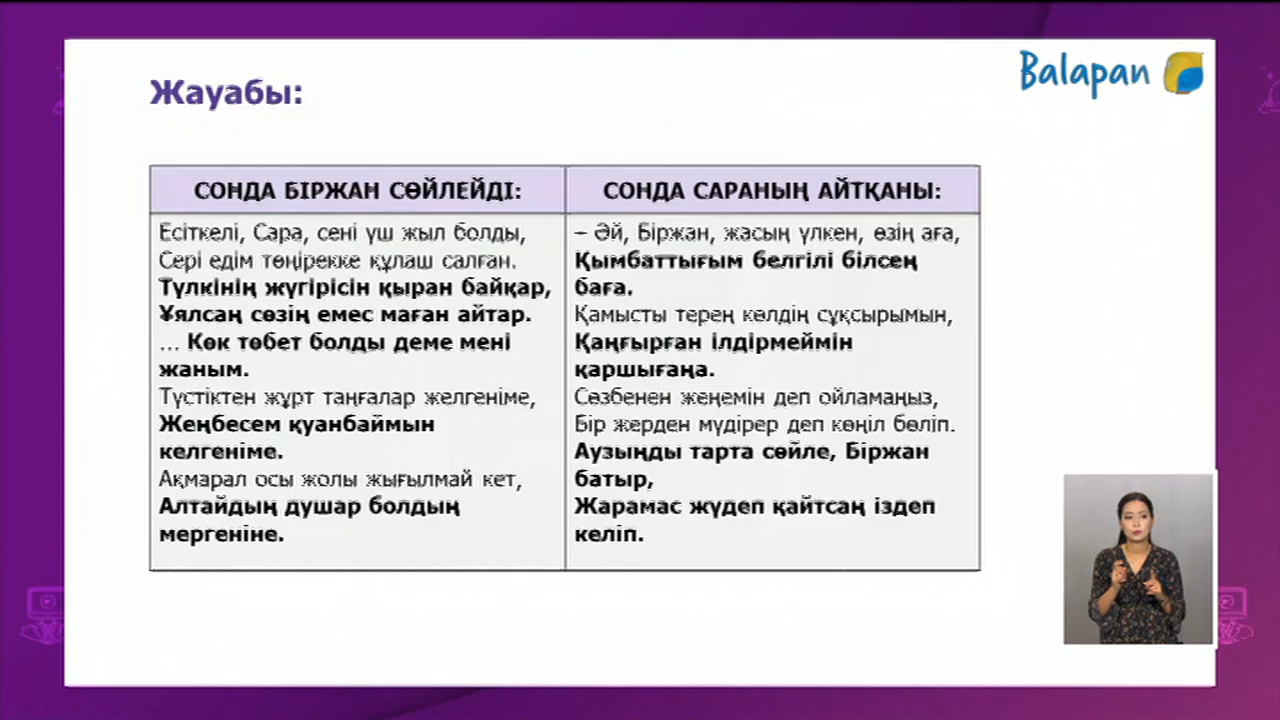 Жауабы:
Balapan
СОНДА БІРЖАН СӨЙЛЕЙДІ:
Есіткелі, Сара, сені үш жыл болды,
Сері едім төңірекке құлаш салған.
Түлкінің жүгірісін қыран байқар,
Ұялсаң сөзің емес маған айтар.
... Көк төбет болды деме мені
жаным.
Түстіктен жұрт таңғалар желгеніме,
Жеңбесем қуанбаймын
келгеніме.
Ақмарал осы жолы жығылмай кет,
Алтайдың душар болдың
мергеніне.
СОНДА САРАНЫҢ АЙТҚАНЫ:
– Әй, Біржан, жасың үлкен, өзің аға,
Қымбаттығым белгілі білсең
баға.
Қамысты терең көлдің сұқсырымын,
Қаңғырған ілдірмеймін
қаршығаңа.
Сөзбенен жеңемін деп ойламаңыз,
Бір жерден мүдірер деп көңіл бөліп.
Аузыңды тарта сөйле, Біржан
батыр,
Жарамас жүдеп қайтсаң іздеп
келіп.